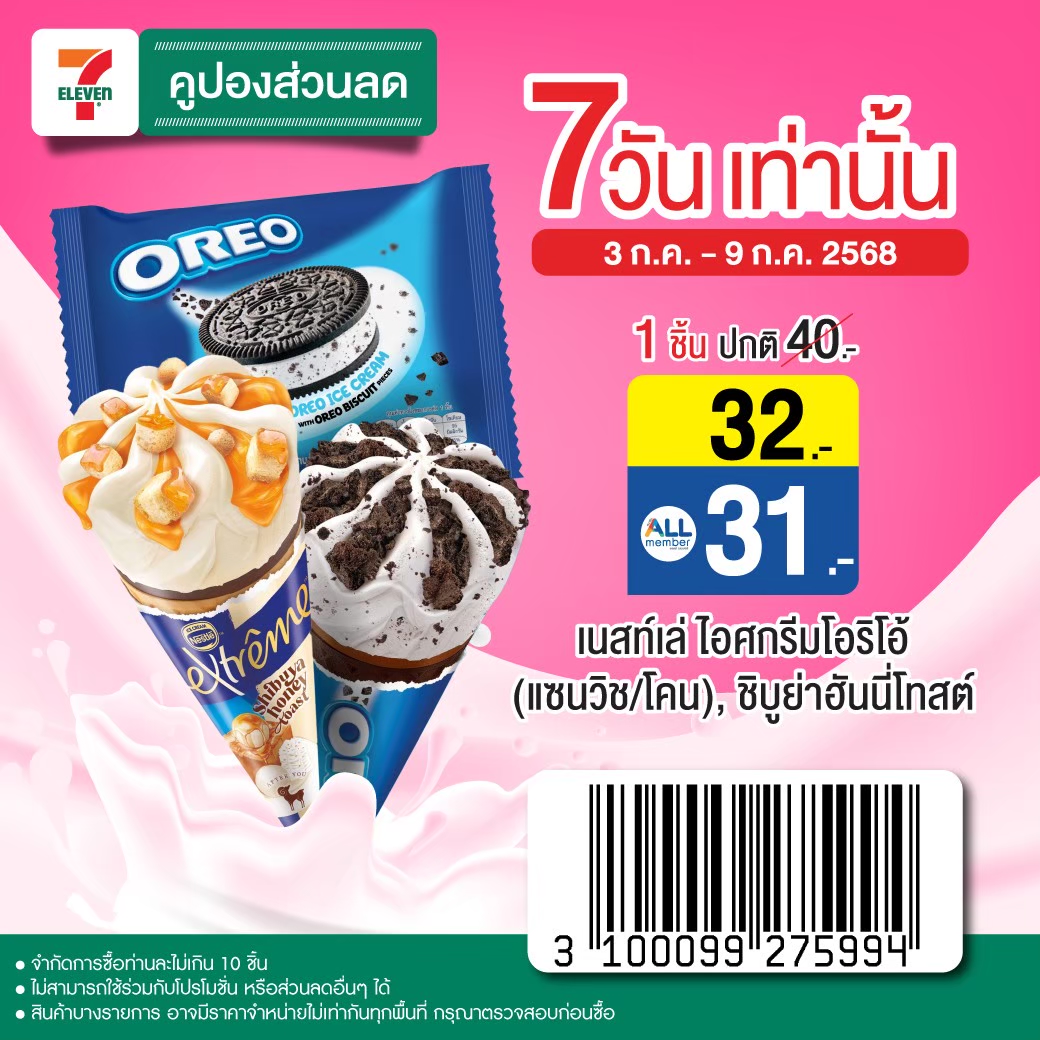 7
ELEVEN
คูปองส่วนลด
7วัน เท่านั้น
3 ก.ค. - 9 ก.ค. 2568
1 ชิ้น ปกติ 40.-
32.-
ALL
member
31.-
OREO
OREO
OREO ICE CREAM
WITH OREO BISCUIT PIECES
ICE CREAM
Nestlé
extrême
Shibuya
honey
toast
AFTER YOU
เนสท์เล่ ไอศกรีมโอริโอ้
(แซนวิช/โคน), ชิบูย่าฮันนี่โทสต์
3 100099 275994
• จำกัดการซื้อท่านละไม่เกิน 10 ชิ้น
• ไม่สามารถใช้ร่วมกับโปรโมชั่น หรือส่วนลดอื่นๆ ได้
• สินค้าบางรายการ อาจมีราคาจำหน่ายไม่เท่ากันทุกพื้นที่ กรุณาตรวจสอบก่อนซื้อ